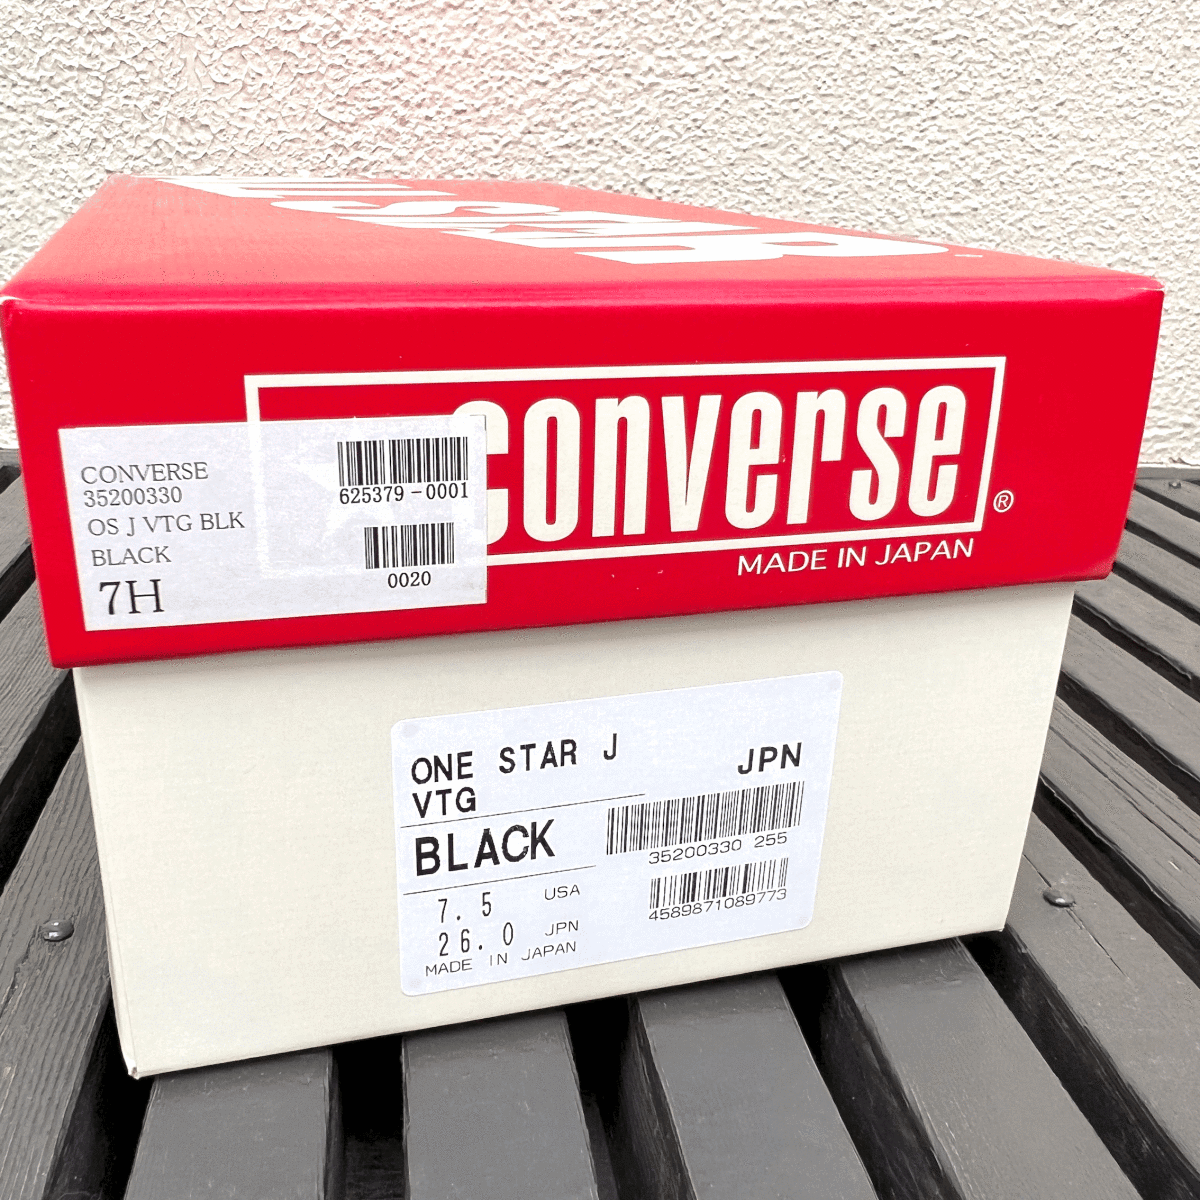 converse
®
MADE IN JAPAN
CONVERSE
35200330
OS J VTG BLK
BLACK
7H
625379-0001
0020
ONE STAR J
VTG
JPN
BLACK
35200330 255
7.5 USA
26.0 JPN
MADE IN JAPAN
4589871089773